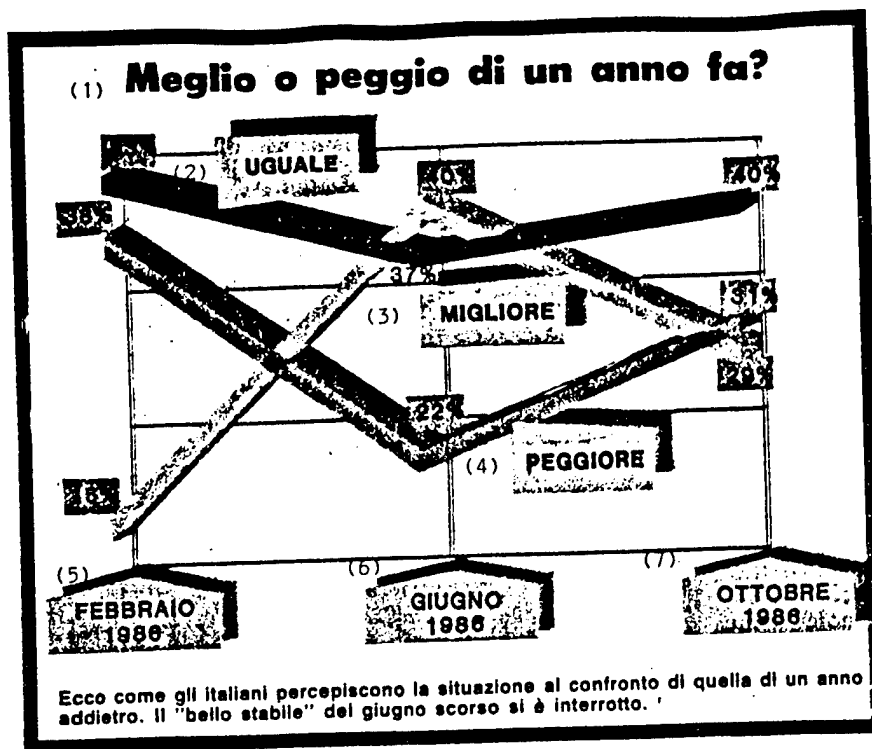 (1) Meglio o peggio di un anno fa?
(2) UGUALE
40%
40%
37%
31%
(3) MIGLIORE
29%
22%
(4) PEGGIORE
(5) FEBBRAIO
1986
(6) GIUGNO
1986
(7) OTTOBRE
1986
Ecco come gli italiani percepiscono la situazione al confronto di quella di un anno
addietro. Il "bello stabile" del giugno scorso si è interrotto.